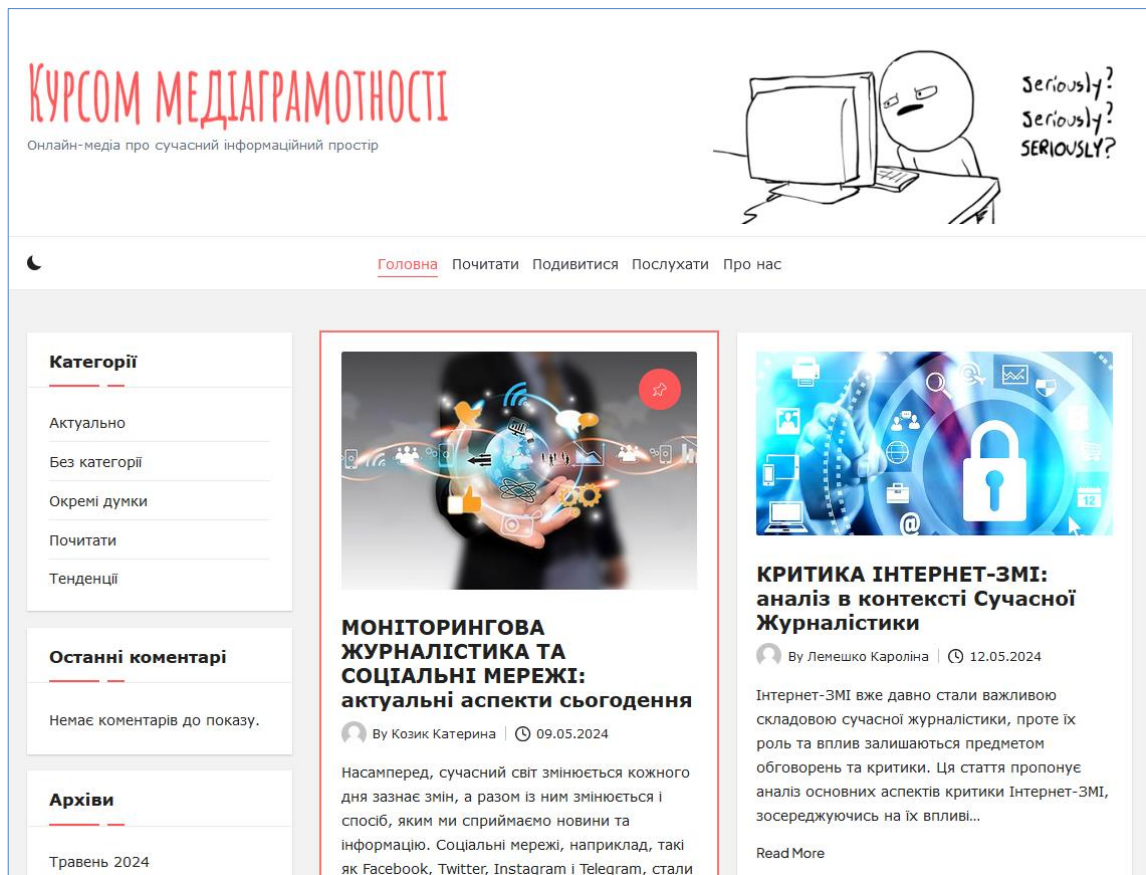 Курсом медіаграмотності
Онлайн-медіа про сучасний інформаційний простір
Seriously?
Seriously?
SERIOUSLY?
Головна Почитати Подивитися Послухати Про нас
Категорії
Актуально
Без категорії
Окремі думки
Почитати
Тенденції
Останні коментарі
Немає коментарів до показу.
Архіви
Травень 2024
МОНІТОРИНГОВА
ЖУРНАЛІСТИКА ТА
СОЦІАЛЬНІ МЕРЕЖІ:
актуальні аспекти сьогодення
By Козик Катерина 09.05.2024
Насамперед, сучасний світ змінюється кожного
дня зазнає змін, а разом із ним змінюється і
спосіб, яким ми сприймаємо новини та
інформацію. Соціальні мережі, наприклад, такі
як Facebook, Twitter, Instagram і Telegram, стали
12
@
КРИТИКА ІНТЕРНЕТ-ЗМІ:
аналіз в контексті Сучасної
Журналістики
By Лемешко Кароліна 12.05.2024
Інтернет-ЗМІ вже давно стали важливою
складовою сучасної журналістики, проте їх
роль та вплив залишаються предметом
обговорень та критики. Ця стаття пропонує
аналіз основних аспектів критики Інтернет-ЗМІ,
зосереджуючись на їх впливі…
Read More